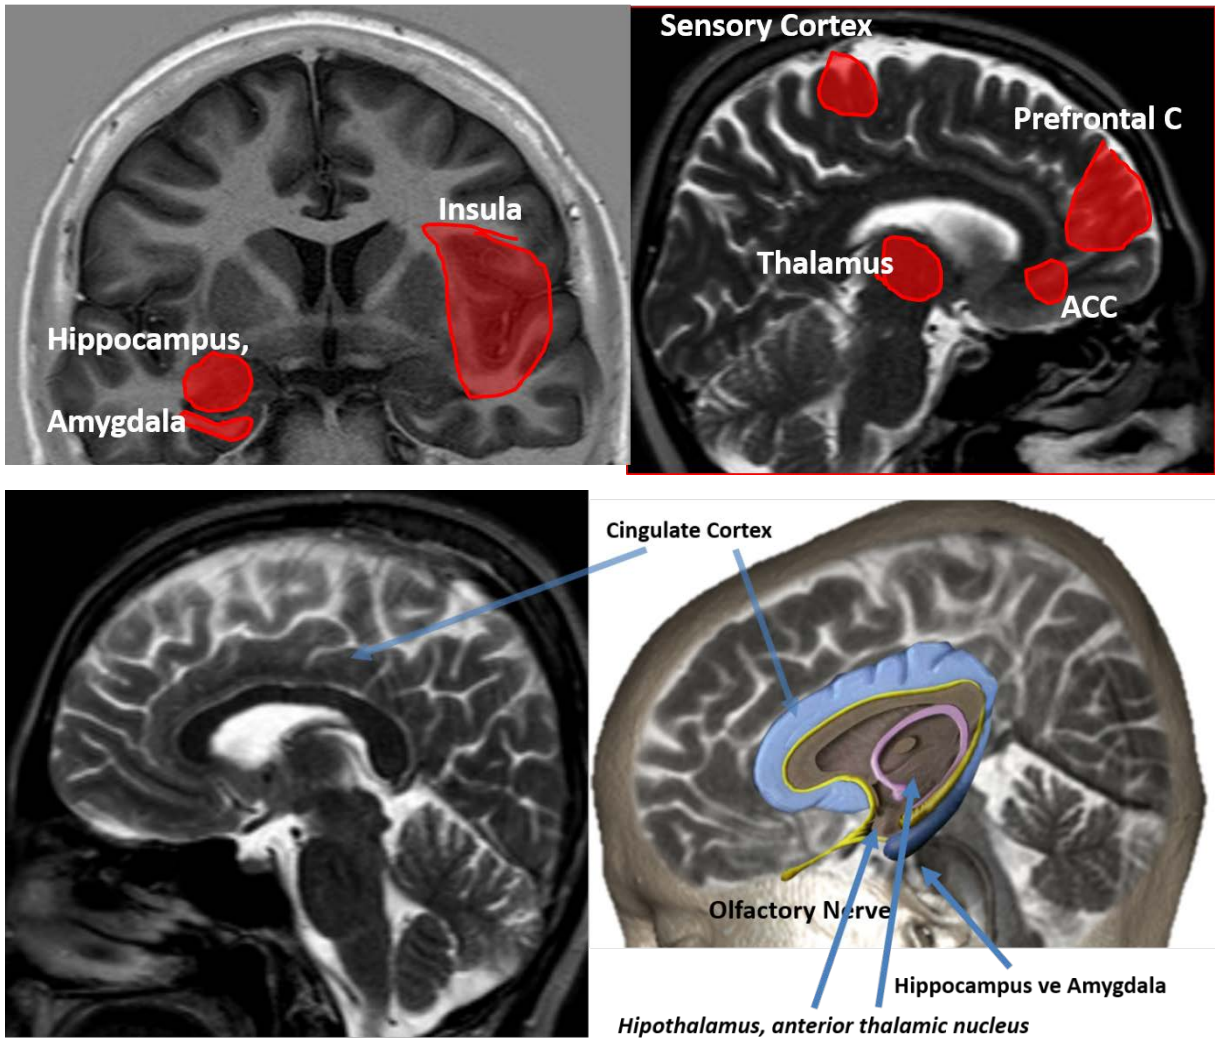 Sensory Cortex
Prefrontal C
Insula
Thalamus
ACC
Hippocampus,
Amygdala
Cingulate Cortex
Olfactory Nerve
Hippocampus ve Amygdala
Hipothalamus, anterior thalamic nucleus